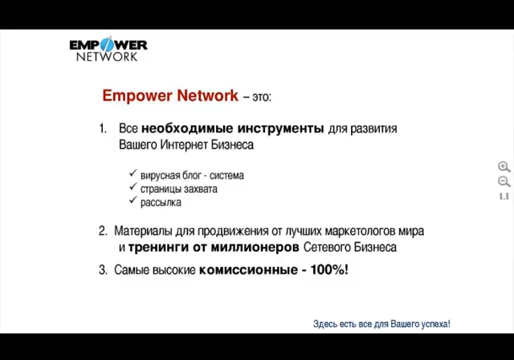 EMPOWER
NETWORK
Empower Network – это:
1. Все необходимые инструменты для развития
Вашего Интернет Бизнеса
✓ вирусная блог - система
✓ страницы захвата
✓ рассылка
2. Материалы для продвижения от лучших маркетологов мира
и тренинги от миллионеров Сетевого Бизнеса
3. Самые высокие комиссионные - 100%!
Здесь есть все для Вашего успеха!
1.1